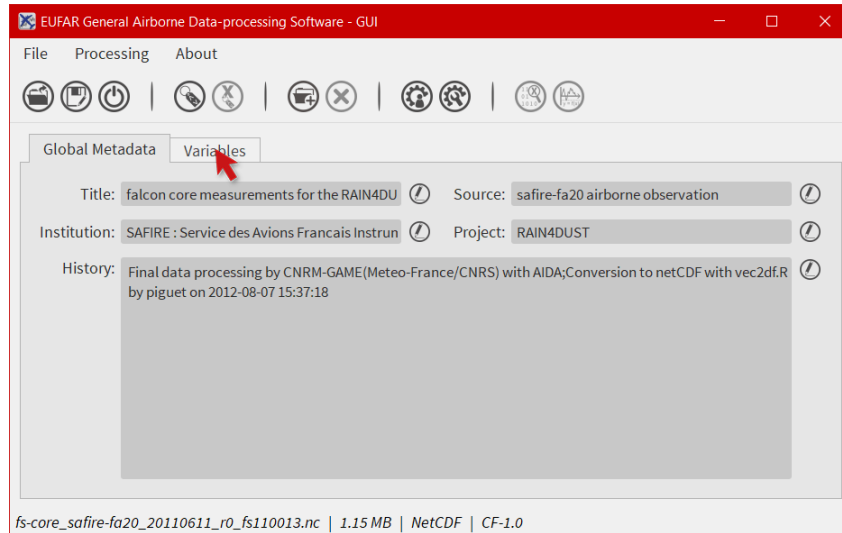 EUFAR General Airborne Data-processing Software - GUI
File Processing About
Global Metadata Variables
Title: falcon core measurements for the RAIN4DU Source: safire-fa20 airborne observation
Institution: SAFIRE : Service des Avions Francais Instrun Project: RAIN4DUST
History: Final data processing by CNRM-GAME(Meteo-France/CNRS) with AIDA;Conversion to netCDF with vec2df.R
by piguet on 2012-08-07 15:37:18
fs-core_safire-fa20_20110611_r0_fs110013.nc | 1.15 MB | NetCDF | CF-1.0